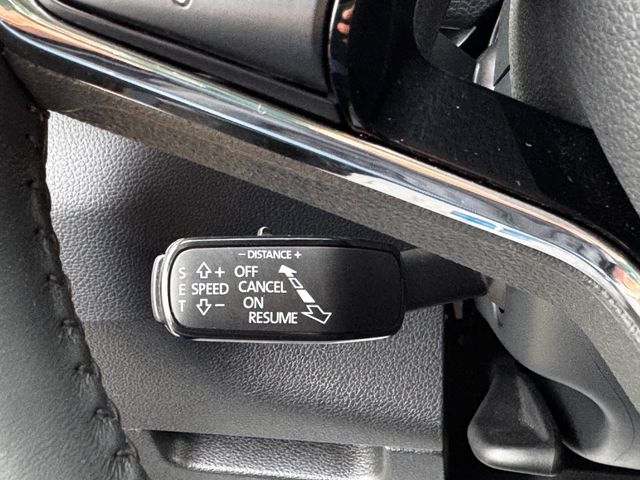 − DISTANCE +
S ⇧ + OFF
E SPEED CANCEL
T ⇩ − ON
RESUME